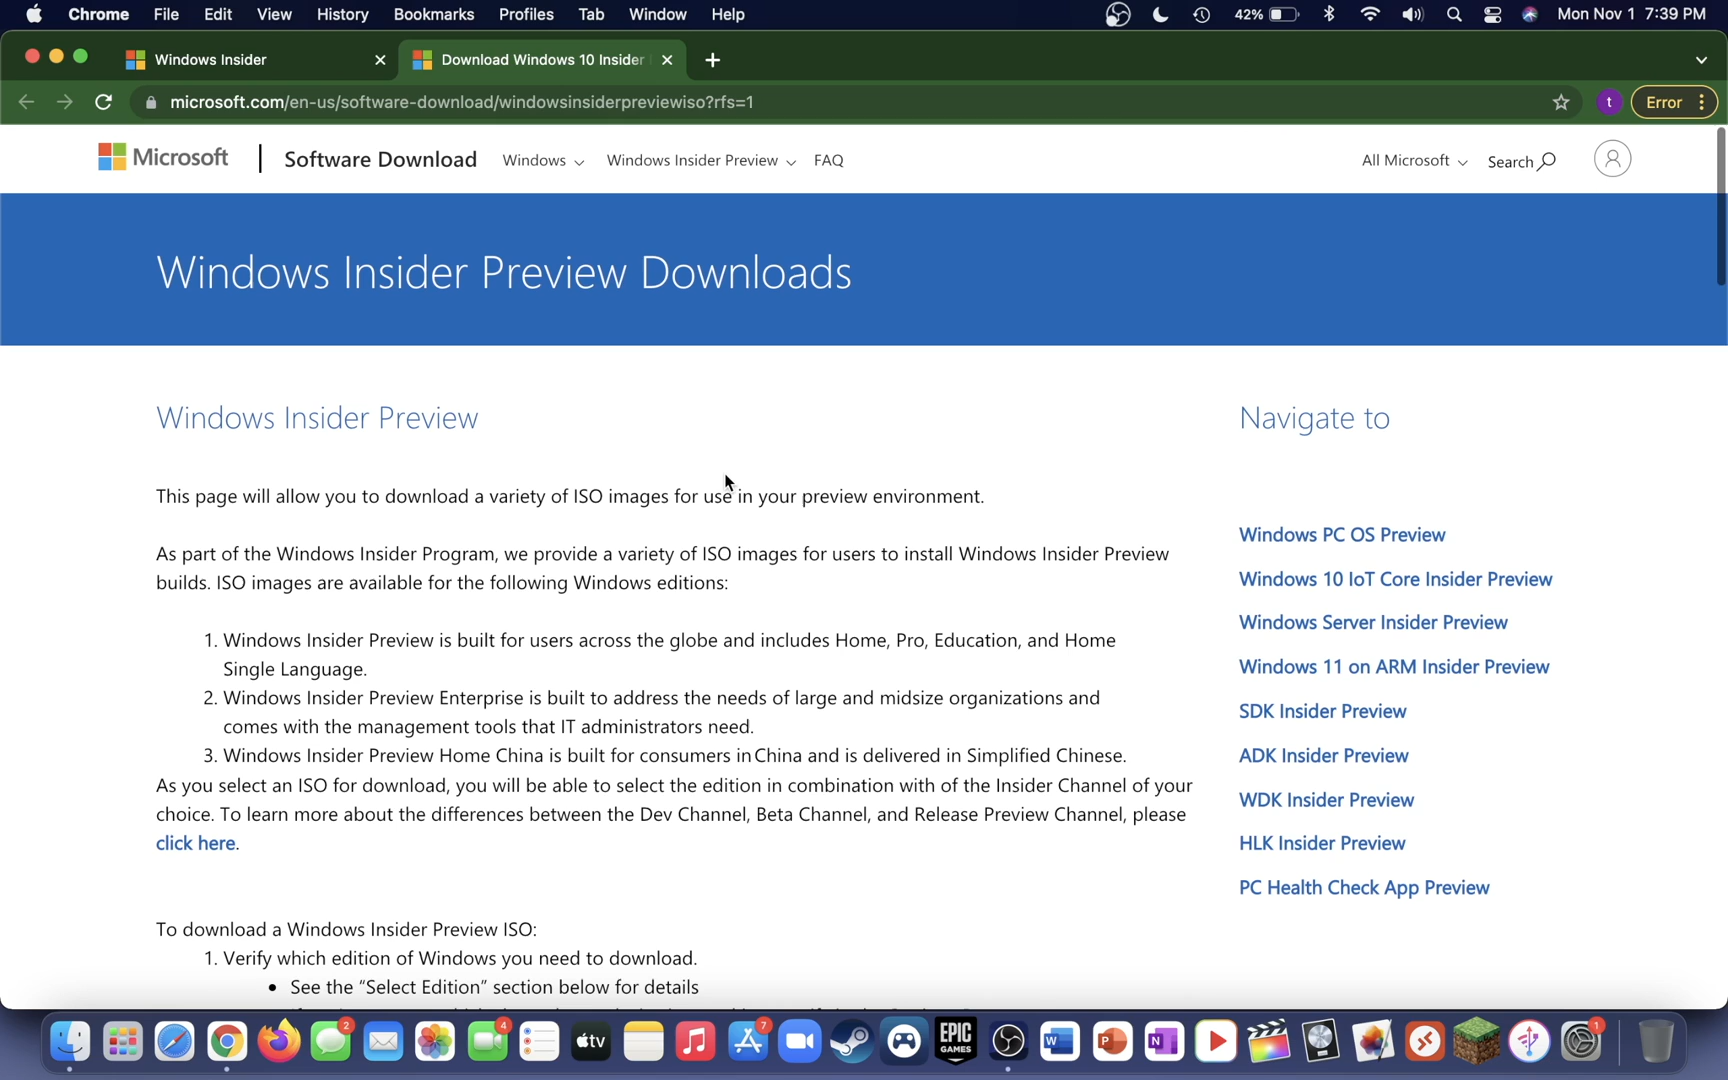 Chrome File Edit View History Bookmarks Profiles Tab Window Help 42% Mon Nov 1 7:39 PM
Windows Insider Download Windows 10 Insider
microsoft.com/en-us/software-download/windowsinsiderpreviewiso?rfs=1 t Error
Microsoft Software Download Windows Windows Insider Preview FAQ All Microsoft Search
Windows Insider Preview Downloads
Windows Insider Preview
This page will allow you to download a variety of ISO images for use in your preview environment.
As part of the Windows Insider Program, we provide a variety of ISO images for users to install Windows Insider Preview
builds. ISO images are available for the following Windows editions:
1. Windows Insider Preview is built for users across the globe and includes Home, Pro, Education, and Home
Single Language.
2. Windows Insider Preview Enterprise is built to address the needs of large and midsize organizations and
comes with the management tools that IT administrators need.
3. Windows Insider Preview Home China is built for consumers in China and is delivered in Simplified Chinese.
As you select an ISO for download, you will be able to select the edition in combination with of the Insider Channel of your
choice. To learn more about the differences between the Dev Channel, Beta Channel, and Release Preview Channel, please
click here.
To download a Windows Insider Preview ISO:
1. Verify which edition of Windows you need to download.
• See the “Select Edition” section below for details
Navigate to
Windows PC OS Preview
Windows 10 IoT Core Insider Preview
Windows Server Insider Preview
Windows 11 on ARM Insider Preview
SDK Insider Preview
ADK Insider Preview
WDK Insider Preview
HLK Insider Preview
PC Health Check App Preview
2 4 tv 7 EPIC GAMES W P N 1